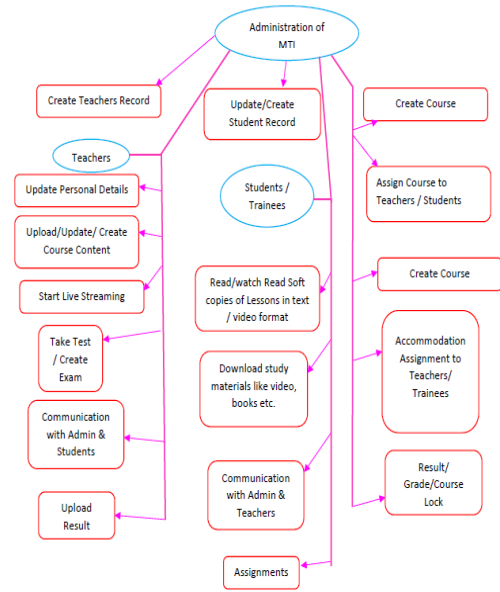 Administration of
MTI
Create Teachers Record
Update/Create
Student Record
Create Course
Teachers
Students /
Trainees
Assign Course to
Teachers / Students
Update Personal Details
Upload/Update/ Create
Course Content
Start Live Streaming
Read/watch Read Soft
copies of Lessons in text
/ video format
Create Course
Take Test
/ Create
Exam
Download study
materials like video,
books etc.
Accommodation
Assignment to
Teachers/
Trainees
Communication
with Admin &
Students
Communication
with Admin &
Teachers
Result/
Grade/Course
Lock
Upload
Result
Assignments